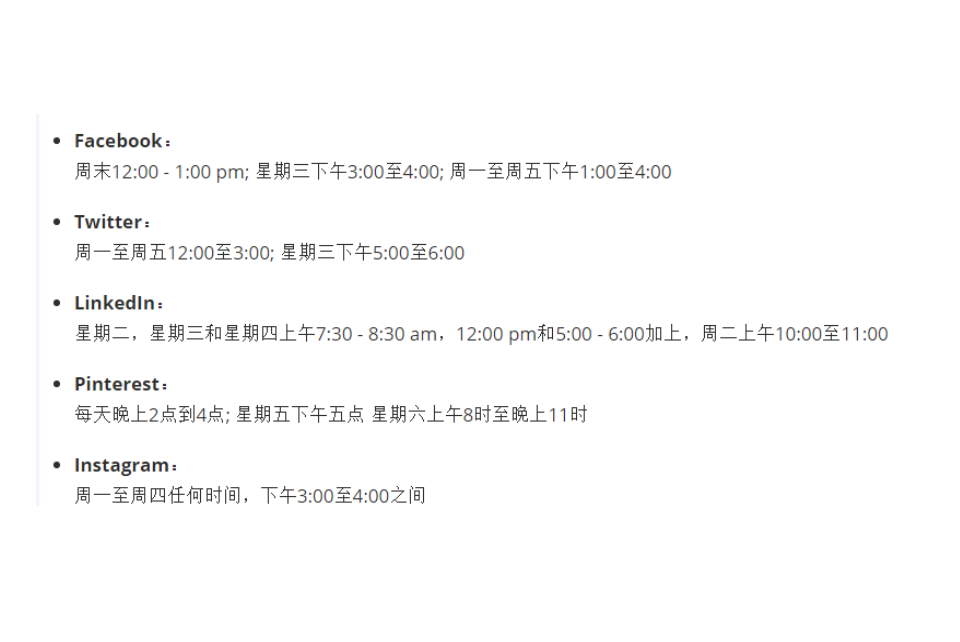 Facebook：
周末12:00 - 1:00 pm; 星期三下午3:00至4:00; 周一至周五下午1:00至4:00
Twitter：
周一至周五12:00至3:00; 星期三下午5:00至6:00
LinkedIn：
星期二，星期三和星期四上午7:30 - 8:30 am，12:00 pm和5:00 - 6:00加上，周二上午10:00至11:00
Pinterest：
每天晚上2点到4点; 星期五下午五点 星期六上午8时至晚上11时
Instagram：
周一至周四任何时间，下午3:00至4:00之间